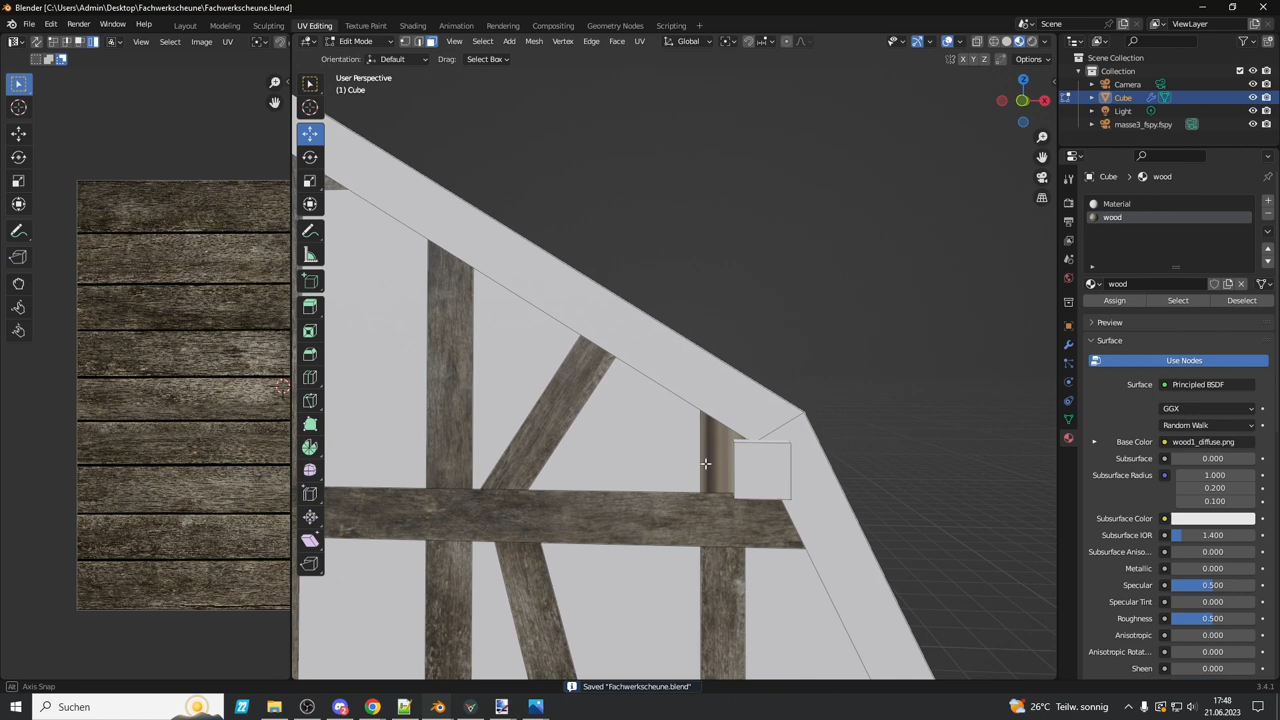 Blender [C:\Users\Admin\Desktop\Fachwerkscheune\Fachwerkscheune.blend]
File Edit Render Window Help Layout Modeling Sculpting UV Editing Texture Paint Shading Animation Rendering Compositing Geometry Nodes Scripting + Scene ViewLayer
View Select Image UV Edit Mode View Select Add Mesh Vertex Edge Face UV Global
Orientation: Default Drag: Select Box X Y Z Options
Scene Collection
Collection
Camera
Cube
Light
masse3_fspy.fspy
User Perspective
(1) Cube
Z
X
Cube > wood
Material
wood
wood
Assign Select Deselect
Preview
Surface
Use Nodes
Surface Principled BSDF
GGX
Random Walk
Base Color wood1_diffuse.png
Subsurface 0.000
Subsurface Radius 1.000
0.200
0.100
Subsurface Color
Subsurface IOR 1.400
Subsurface Aniso... 0.000
Metallic 0.000
Specular 0.500
Specular Tint 0.000
Roughness 0.500
Anisotropic 0.000
Anisotropic Rotat... 0.000
Sheen 0.000
Alt Axis Snap Saved "Fachwerkscheune.blend" 3.4.1
Suchen 26°C Teilw. sonnig 17:48
21.06.2023